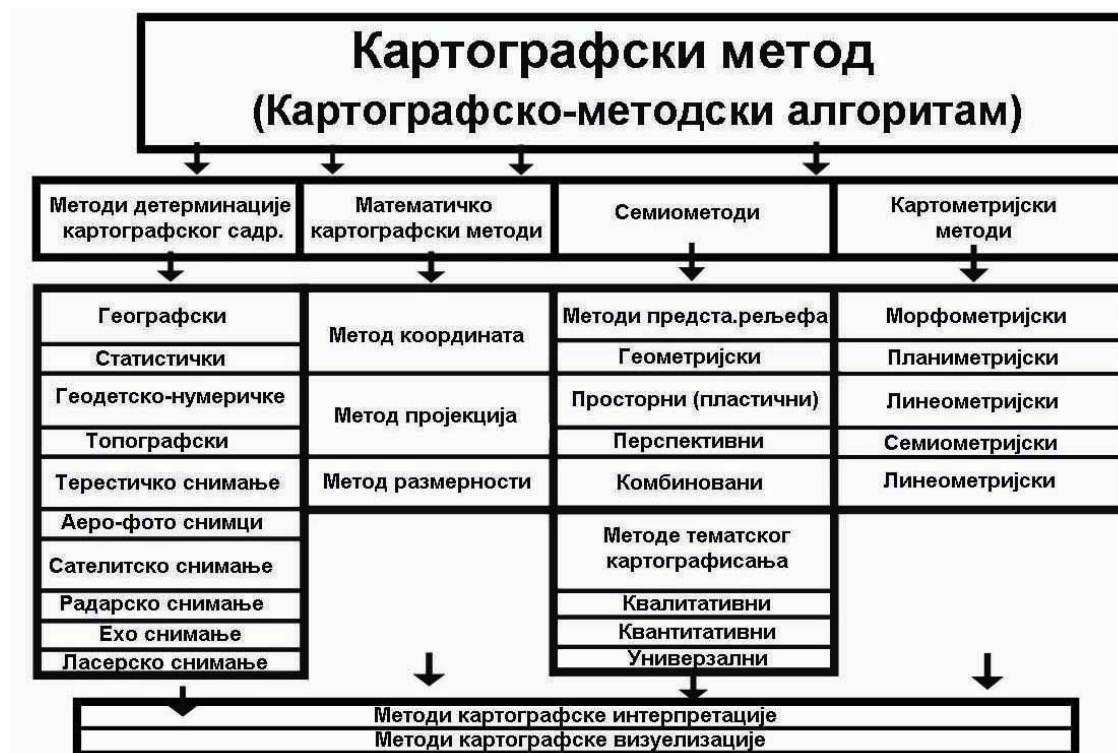 Картографски метод
(Картографско-методски алгоритам)
Методи детерминације
картографског садр.
Математичко
картографски методи
Семиометоди
Картометријски
методи
Географски
Статистички
Геодетско-нумеричке
Топографски
Терестичко снимање
Аеро-фото снимци
Сателитско снимање
Радарско снимање
Ехо снимање
Ласерско снимање
Метод координата
Метод пројекција
Метод размерности
Методи предста.рељефа
Геометријски
Просторни (пластични)
Перспективни
Комбиновани
Методе тематског
картографисања
Квалитативни
Квантитативни
Универзални
Морфометријски
Планиметријски
Линеометријски
Семиометријски
Линеометријски
Методи картографске интерпретације
Методи картографске визуелизације